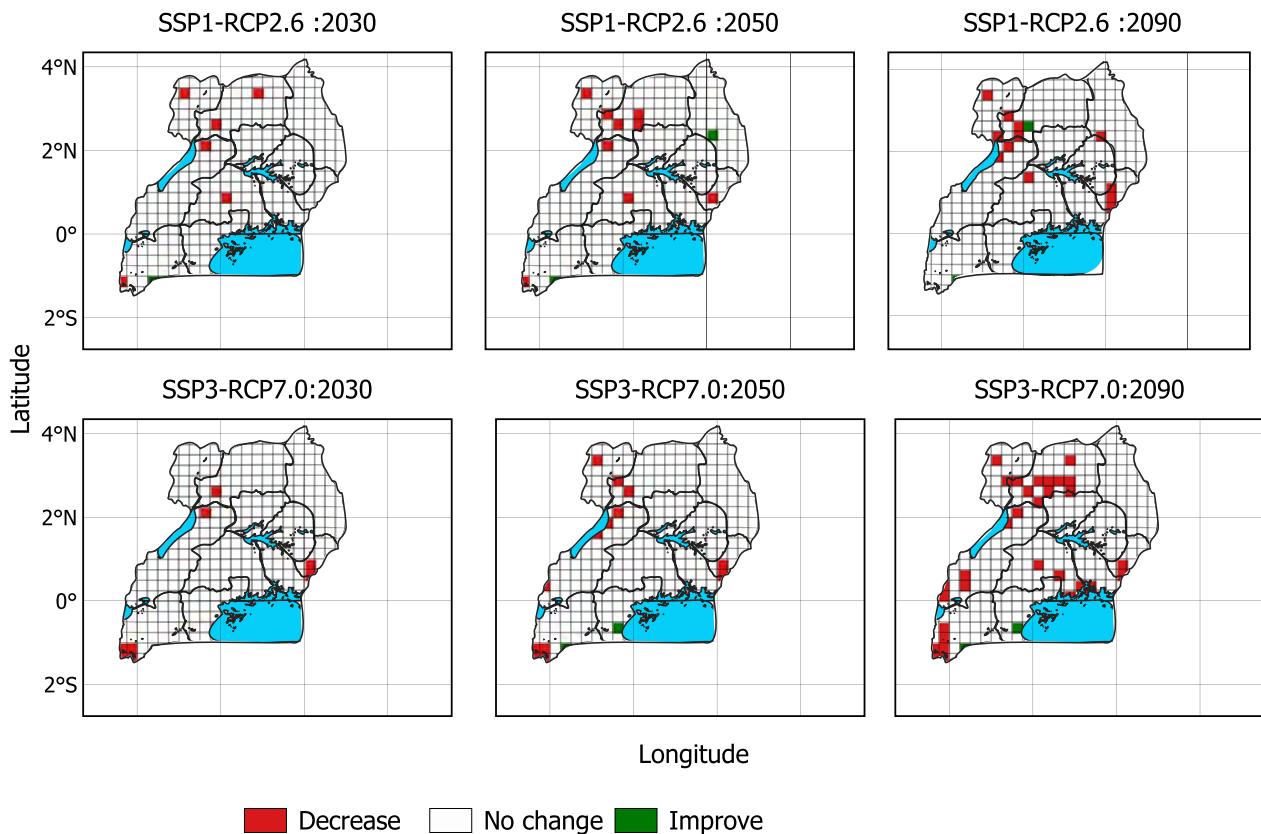 SSP1-RCP2.6 :2030
SSP1-RCP2.6 :2050
SSP1-RCP2.6 :2090
4°N
2°N
0°
2°S
Latitude
SSP3-RCP7.0:2030
SSP3-RCP7.0:2050
SSP3-RCP7.0:2090
4°N
2°N
0°
2°S
Longitude
Decrease No change Improve